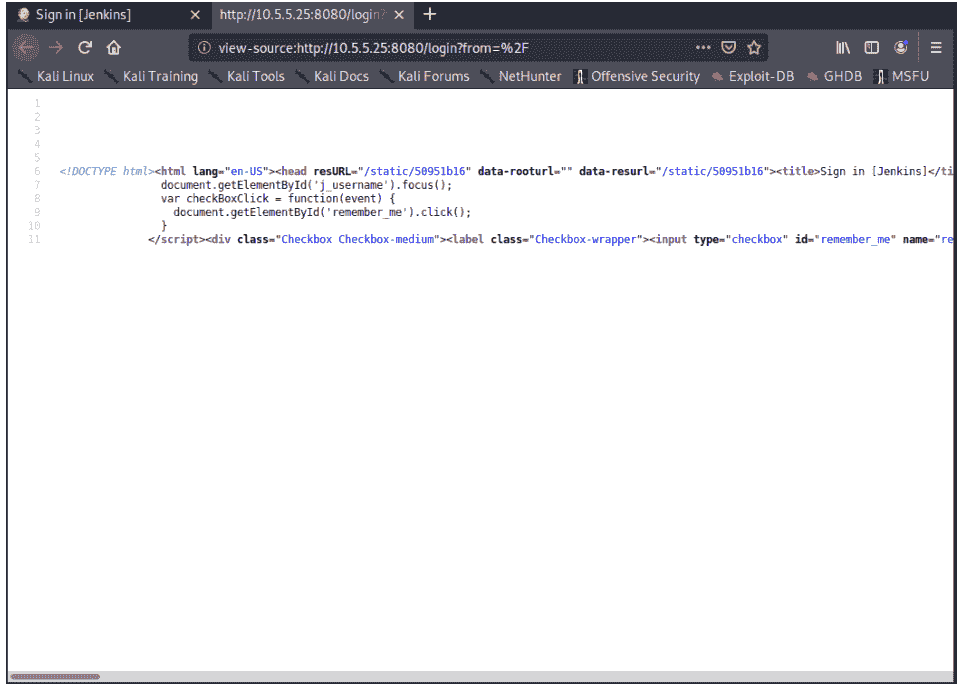 Sign in [Jenkins]
http://10.5.5.25:8080/login?
view-source:http://10.5.5.25:8080/login?from=%2F
Kali Linux Kali Training Kali Tools Kali Docs Kali Forums NetHunter Offensive Security Exploit-DB GHDB MSFU
1
2
3
4
5
6 <!DOCTYPE html><html lang="en-US"><head resURL="/static/50951b16" data-rooturl="" data-resurl="/static/50951b16"><title>Sign in [Jenkins]</ti
7 document.getElementById('j_username').focus();
8 var checkBoxClick = function(event) {
9 document.getElementById('remember_me').click();
10 }
11 </script><div class="Checkbox Checkbox-medium"><label class="Checkbox-wrapper"><input type="checkbox" id="remember_me" name="re